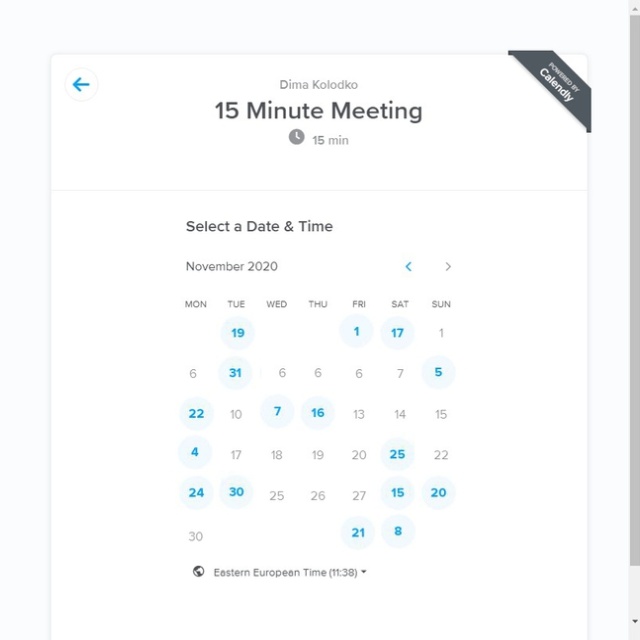 POWERED BY
Calendly
Dima Kolodko
15 Minute Meeting
15 min
Select a Date & Time
November 2020
MON TUE WED THU FRI SAT SUN
19 1 17 1
6 31 6 6 6 7 5
22 10 7 16 13 14 15
4 17 18 19 20 25 22
24 30 25 26 27 15 20
30 21 8
Eastern European Time (11:38)